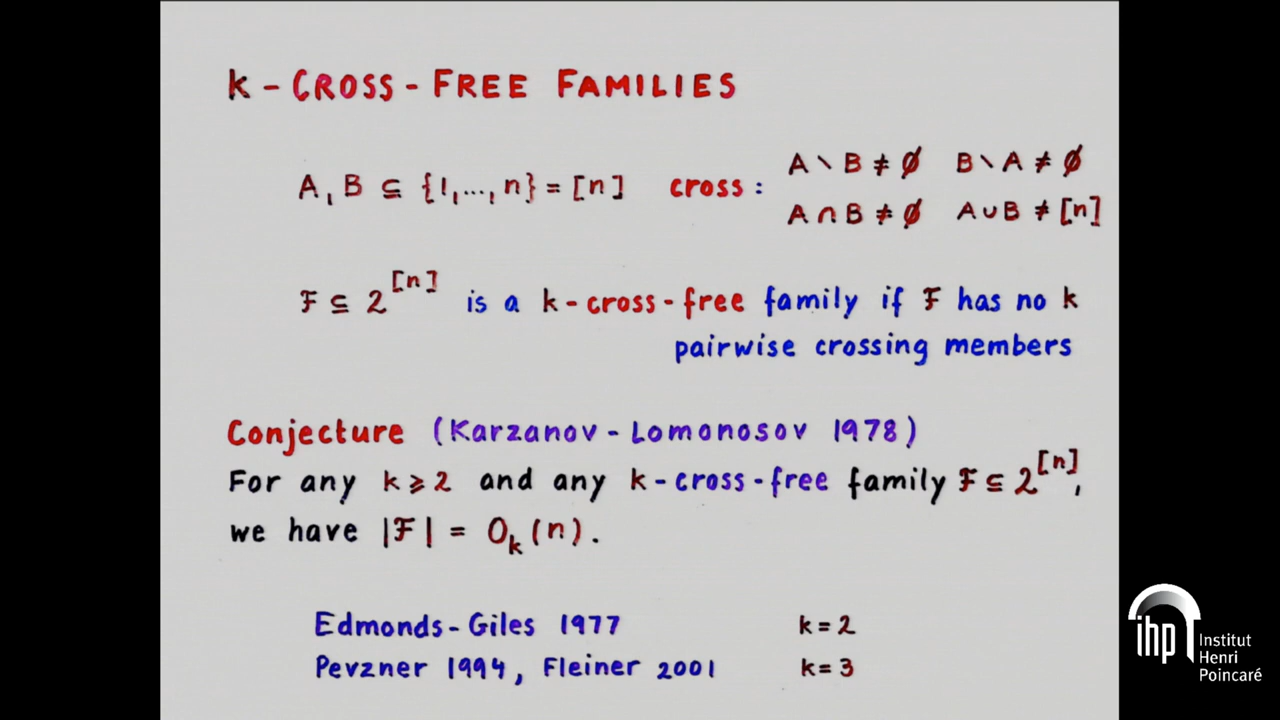 k - CROSS - FREE FAMILIES
A, B ⊆ {1,..., n} = [n] cross : A \ B ≠ ∅ B \ A ≠ ∅
A ∩ B ≠ ∅ A ∪ B ≠ [n]
F ⊆ 2^[n] is a k-cross-free family if F has no k
pairwise crossing members
Conjecture (Karzanov - Lomonosov 1978)
For any k ⩾ 2 and any k-cross-free family F ⊆ 2^[n],
we have |F| = O_k(n).
Edmonds - Giles 1977 k = 2
Pevzner 1994, Fleiner 2001 k = 3
ihp Institut
Henri
Poincaré